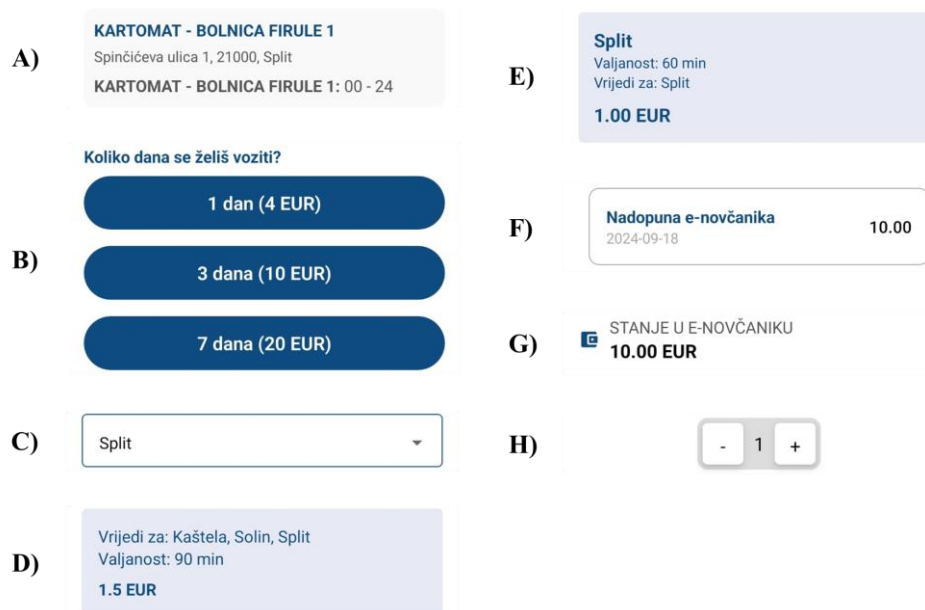 A)
KARTOMAT - BOLNICA FIRULE 1
Spinčićeva ulica 1, 21000, Split
KARTOMAT - BOLNICA FIRULE 1: 00 - 24
B)
Koliko dana se želiš voziti?
1 dan (4 EUR)
3 dana (10 EUR)
7 dana (20 EUR)
C)
Split
D)
Vrijedi za: Kaštela, Solin, Split
Valjanost: 90 min
1.5 EUR
E)
Split
Valjanost: 60 min
Vrijedi za: Split
1.00 EUR
F)
Nadopuna e-novčanika 10.00
2024-09-18
G)
STANJE U E-NOVČANIKU
10.00 EUR
H)
- 1 +